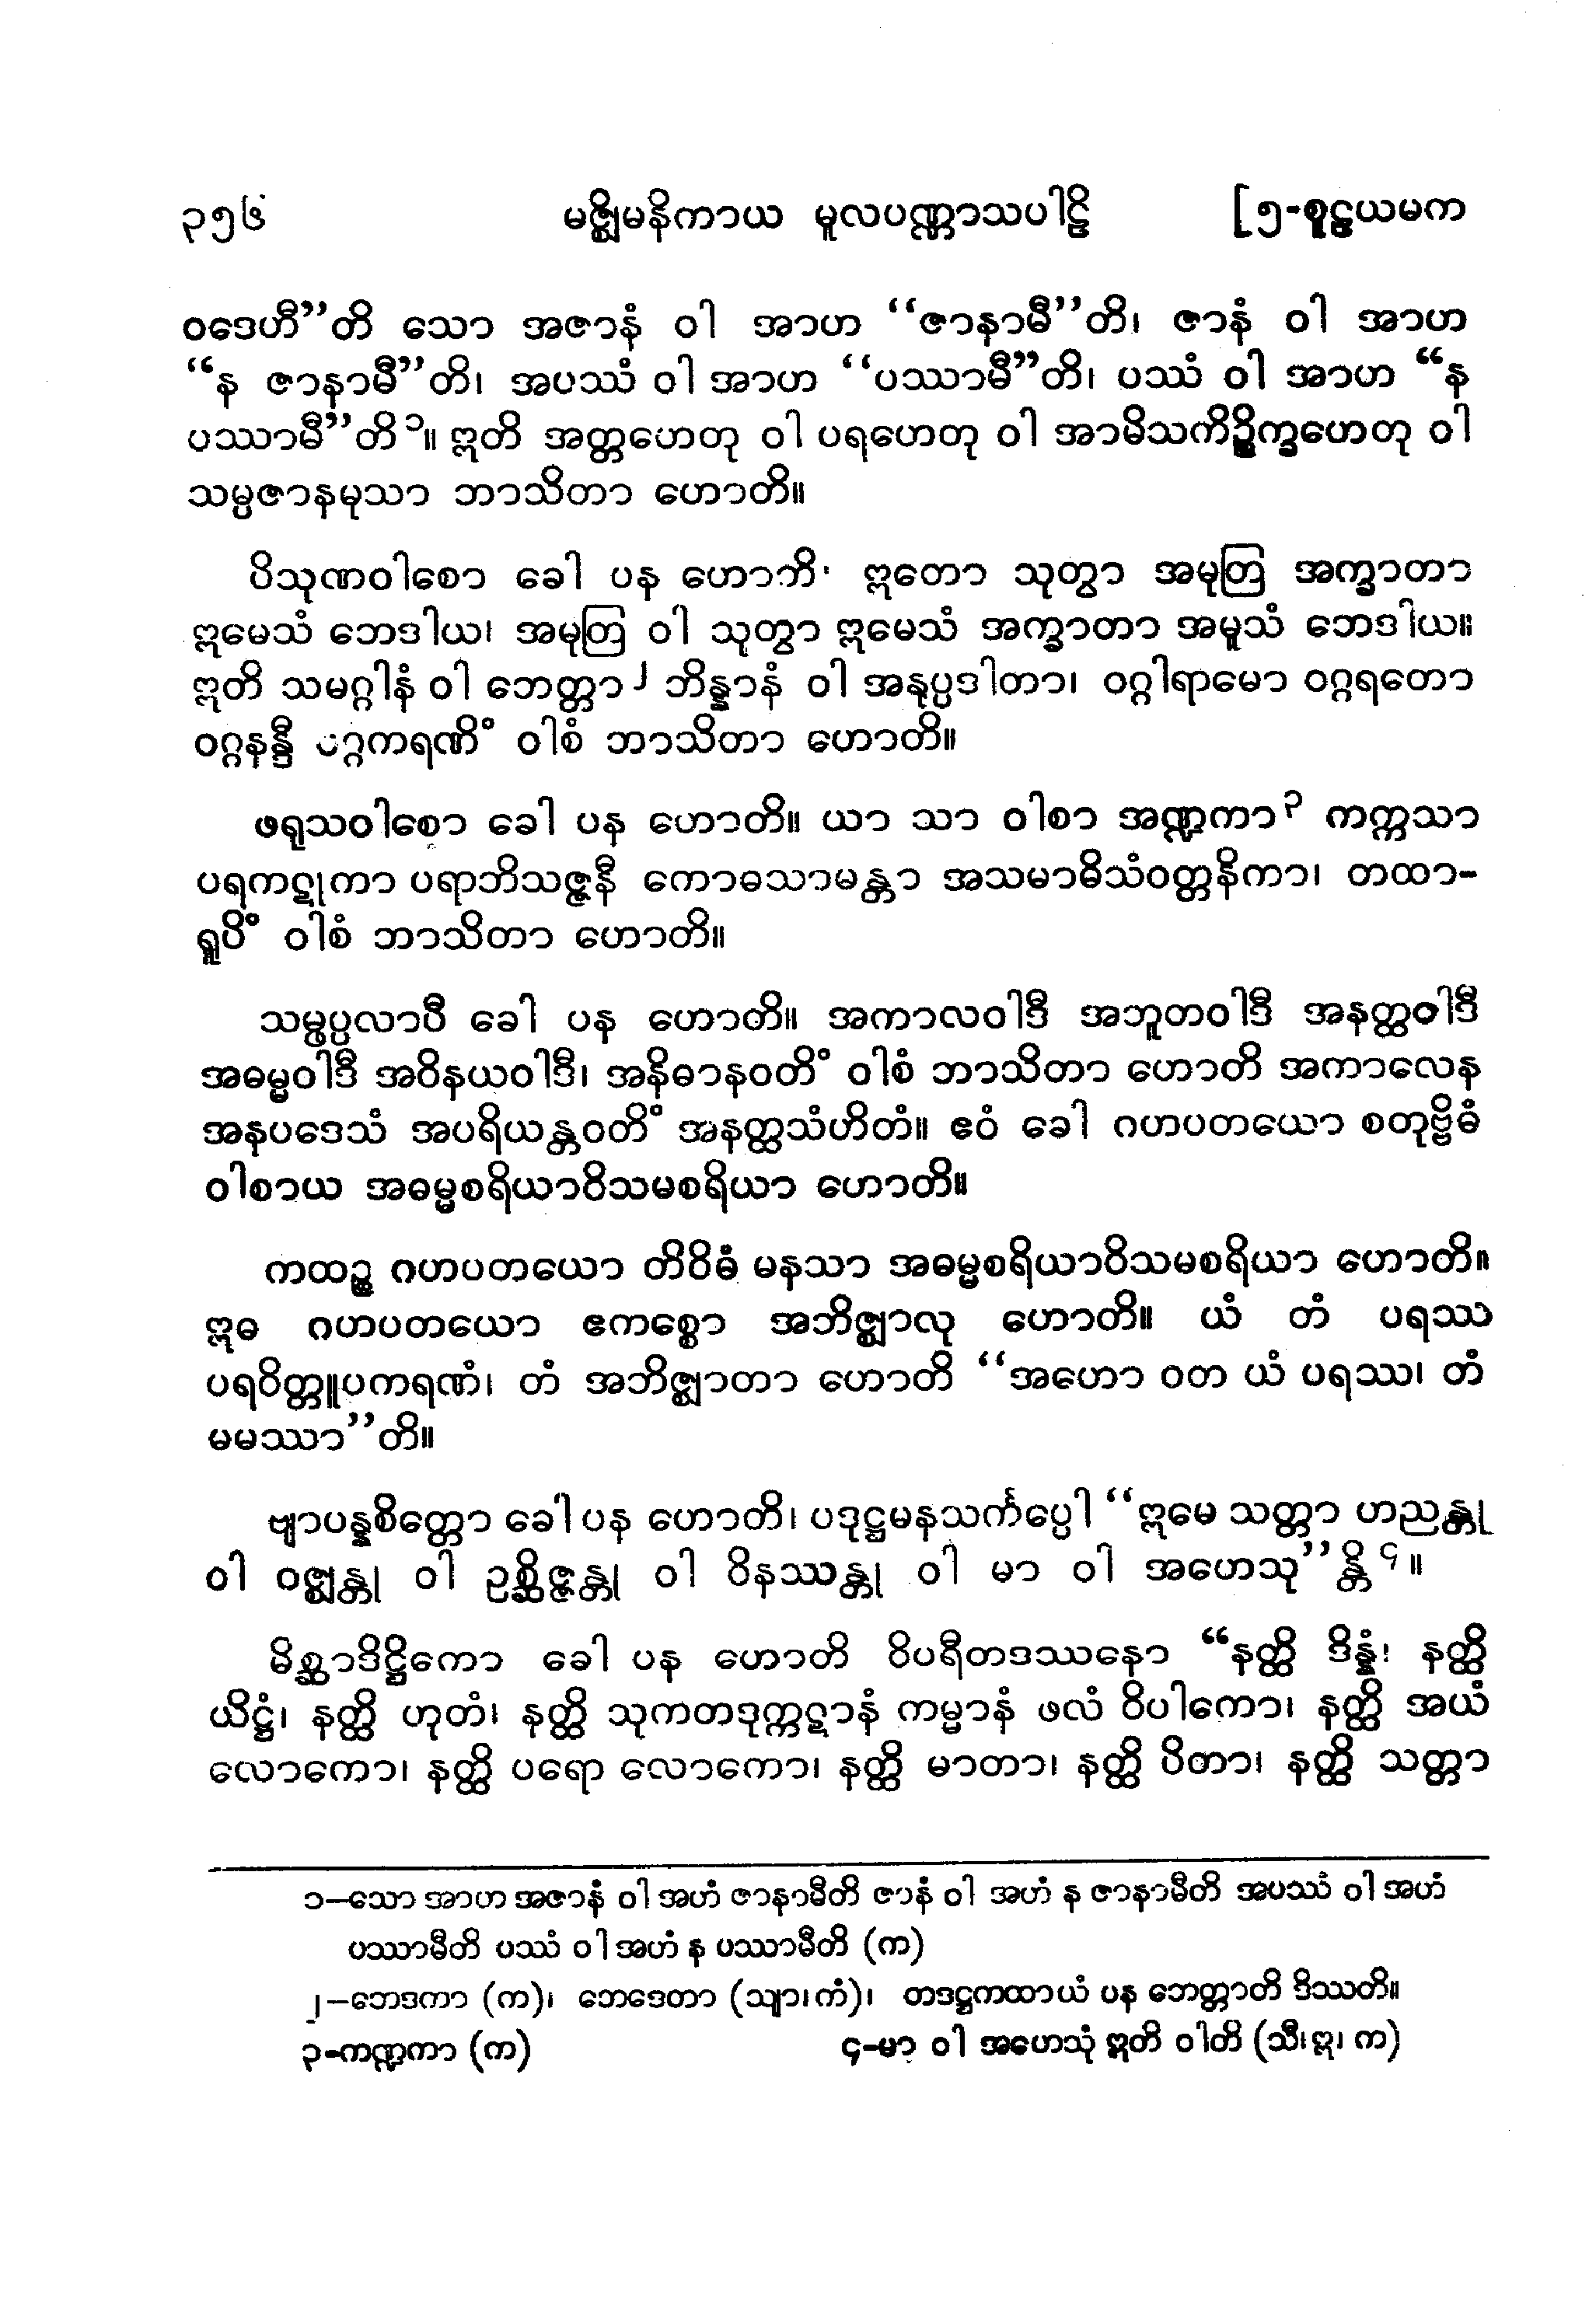 ၃၅၆ မဇ္ဈိမနိကာယ မူလပဏ္ဏာသပါဠိ [၅-စူဠယမက
ဝဒေဟီ”တိ သော အဇာနံ ဝါ အာဟ “ဇာနာမီ”တိ၊ ဇာနံ ဝါ အာဟ
“န ဇာနာမီ”တိ၊ အပဿံ ဝါ အာဟ “ပဿာမီ”တိ၊ ပဿံ ဝါ အာဟ “န
ပဿာမီ”တိ ၁။ ဣတိ အတ္တဟေတု ဝါ ပရဟေတု ဝါ အာမိသကိဉ္စိက္ခဟေတု ဝါ
သမ္ပဇာနမုသာ ဘာသိတာ ဟောတိ။
ပိသုဏဝါစော ခေါ ပန ဟောတိ၊ ဣတော သုတွာ အမုတြ အက္ခာတာ
ဣမေသံ ဘေဒါယ၊ အမုတြ ဝါ သုတွာ ဣမေသံ အက္ခာတာ အမူသံ ဘေဒါယ။
ဣတိ သမဂ္ဂါနံ ဝါ ဘေတ္တာ ၂ ဘိန္နာနံ ဝါ အနုပ္ပဒါတာ၊ ဝဂ္ဂါရာမော ဝဂ္ဂရတော
ဝဂ္ဂနန္ဒီ ဝဂ္ဂကရဏိံ ဝါစံ ဘာသိတာ ဟောတိ။
ဖရုသဝါစော ခေါ ပန ဟောတိ။ ယာ သာ ဝါစာ အဏ္ဍကာ ၃ ကက္ကသာ
ပရကဋုကာ ပရာဘိသဇ္ဇနီ ကောဓသာမန္တာ အသမာဓိသံဝတ္တနိကာ၊ တထာ-
ရူပိံ ဝါစံ ဘာသိတာ ဟောတိ။
သမ္ဖပ္ပလာပီ ခေါ ပန ဟောတိ။ အကာလဝါဒီ အဘူတဝါဒီ အနတ္ထဝါဒီ
အဓမ္မဝါဒီ အဝိနယဝါဒီ၊ အနိဓာနဝတိံ ဝါစံ ဘာသိတာ ဟောတိ အကာလေန
အနပဒေသံ အပရိယန္တဝတိံ အနတ္ထသံဟိတံ။ ဧဝံ ခေါ ဂဟပတယော စတုဗ္ဗိဓံ
ဝါစာယ အဓမ္မစရိယာဝိသမစရိယာ ဟောတိ။
ကထဉ္စ ဂဟပတယော တိဝိဓံ မနသာ အဓမ္မစရိယာဝိသမစရိယာ ဟောတိ။
ဣဓ ဂဟပတယော ဧကစ္စော အဘိဇ္ဈာလု ဟောတိ။ ယံ တံ ပရဿ
ပရဝိတ္တူပကရဏံ၊ တံ အဘိဇ္ဈာတာ ဟောတိ “အဟော ဝတ ယံ ပရဿ၊ တံ
မမဿာ”တိ။
ဗျာပန္နစိတ္တော ခေါ ပန ဟောတိ၊ ပဒုဋ္ဌမနသင်္ကပ္ပေါ “ဣမေ သတ္တာ ဟညန္တု
ဝါ ဝဇ္ဈန္တု ဝါ ဥစ္ဆိဇ္ဇန္တု ဝါ ဝိနဿန္တု ဝါ မာ ဝါ အဟေသု”န္တိ ၄ ။
မိစ္ဆာဒိဋ္ဌိကော ခေါ ပန ဟောတိ ဝိပရီတဒဿနော “နတ္ထိ ဒိန္နံ၊ နတ္ထိ
ယိဋ္ဌံ၊ နတ္ထိ ဟုတံ၊ နတ္ထိ သုကတဒုက္ကဋာနံ ကမ္မာနံ ဖလံ ဝိပါကော၊ နတ္ထိ အယံ
လောကော၊ နတ္ထိ ပရော လောကော၊ နတ္ထိ မာတာ၊ နတ္ထိ ပိတာ၊ နတ္ထိ သတ္တာ
၁–သော အာဟ အဇာနံ ဝါ အဟံ ဇာနာမီတိ ဇာနံ ဝါ အဟံ န ဇာနာမီတိ အပဿံ ဝါ အဟံ
ပဿာမီတိ ပဿံ ဝါ အဟံ န ပဿာမီတိ (က)
၂–ဘေဒကာ (က)၊ ဘေဒေတာ (သျာ၊ကံ)၊ တဒဋ္ဌကထာယံ ပန ဘေတ္တာတိ ဒိဿတိ။
၃-ကဏ္ဍကာ (က) ၄-မာ ဝါ အဟေသုံ ဣတိ ဝါတိ (သီ၊ဣ၊ က)